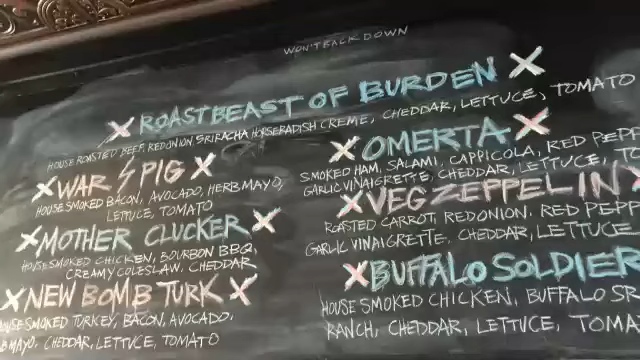 WON'T BACK DOWN
ROASTBEAST OF BURDEN
HOUSE ROASTED BEEF, REDONION SRIRACHA HORSERADISH CREME, CHEDDAR, LETTUCE, TOMATO
WAR PIG
HOUSE SMOKED BACON, AVOCADO, HERB MAYO,
LETTUCE, TOMATO
MOTHER CLUCKER
HOUSE SMOKED CHICKEN, BOURBON BBQ,
CREAMY COLESLAW, CHEDDAR
NEW BOMB TURK
HOUSE SMOKED TURKEY, BACON, AVOCADO,
MAYO, CHEDDAR, LETTUCE, TOMATO
OMERTA
SMOKED HAM, SALAMI, CAPPICOLA, RED PEPP
GARLIC VINAIGRETTE, CHEDDAR, LETTUCE, TO
VEG ZEPPELIN
ROASTED CARROT, REDONION, RED PEPP
GARLIC VINAIGRETTE, CHEDDAR, LETTUCE
BUFFALO SOLDIER
HOUSE SMOKED CHICKEN, BUFFALO SR
RANCH, CHEDDAR, LETTUCE, TOMA